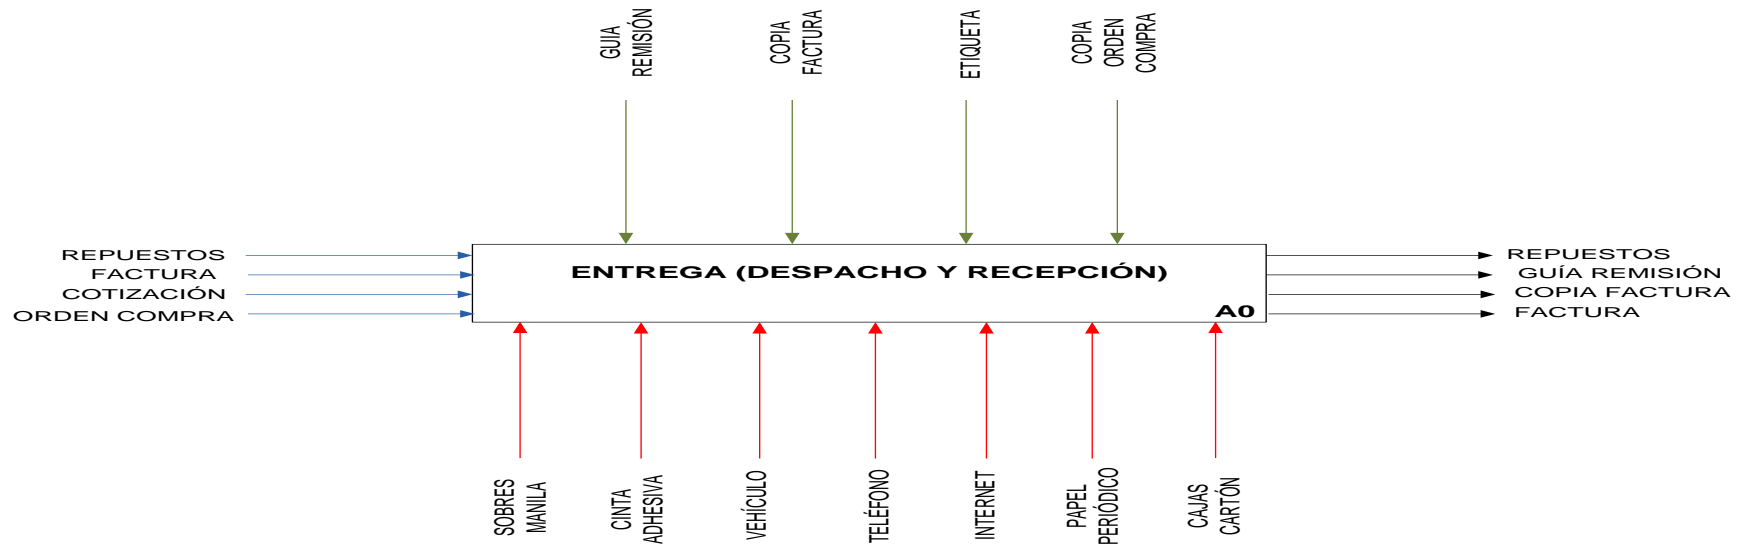 GUIA
REMISIÓN
COPIA
FACTURA
ETIQUETA
COPIA
ORDEN
COMPRA
REPUESTOS
FACTURA
COTIZACIÓN
ORDEN COMPRA
ENTREGA (DESPACHO Y RECEPCIÓN)
A0
REPUESTOS
GUÍA REMISIÓN
COPIA FACTURA
FACTURA
SOBRES
MANILA
CINTA
ADHESIVA
VEHÍCULO
TELÉFONO
INTERNET
PAPEL
PERIÓDICO
CAJAS
CARTÓN